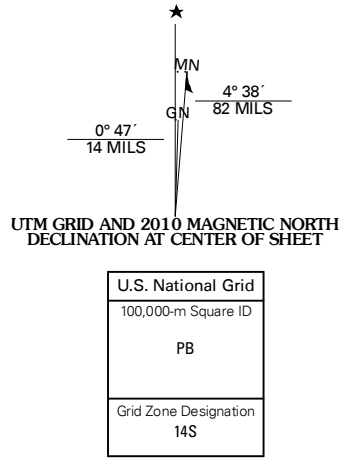 ★
MN
GN
4° 38´
82 MILS
0° 47´
14 MILS
UTM GRID AND 2010 MAGNETIC NORTH
DECLINATION AT CENTER OF SHEET
U.S. National Grid
100,000-m Square ID
PB
Grid Zone Designation
14S